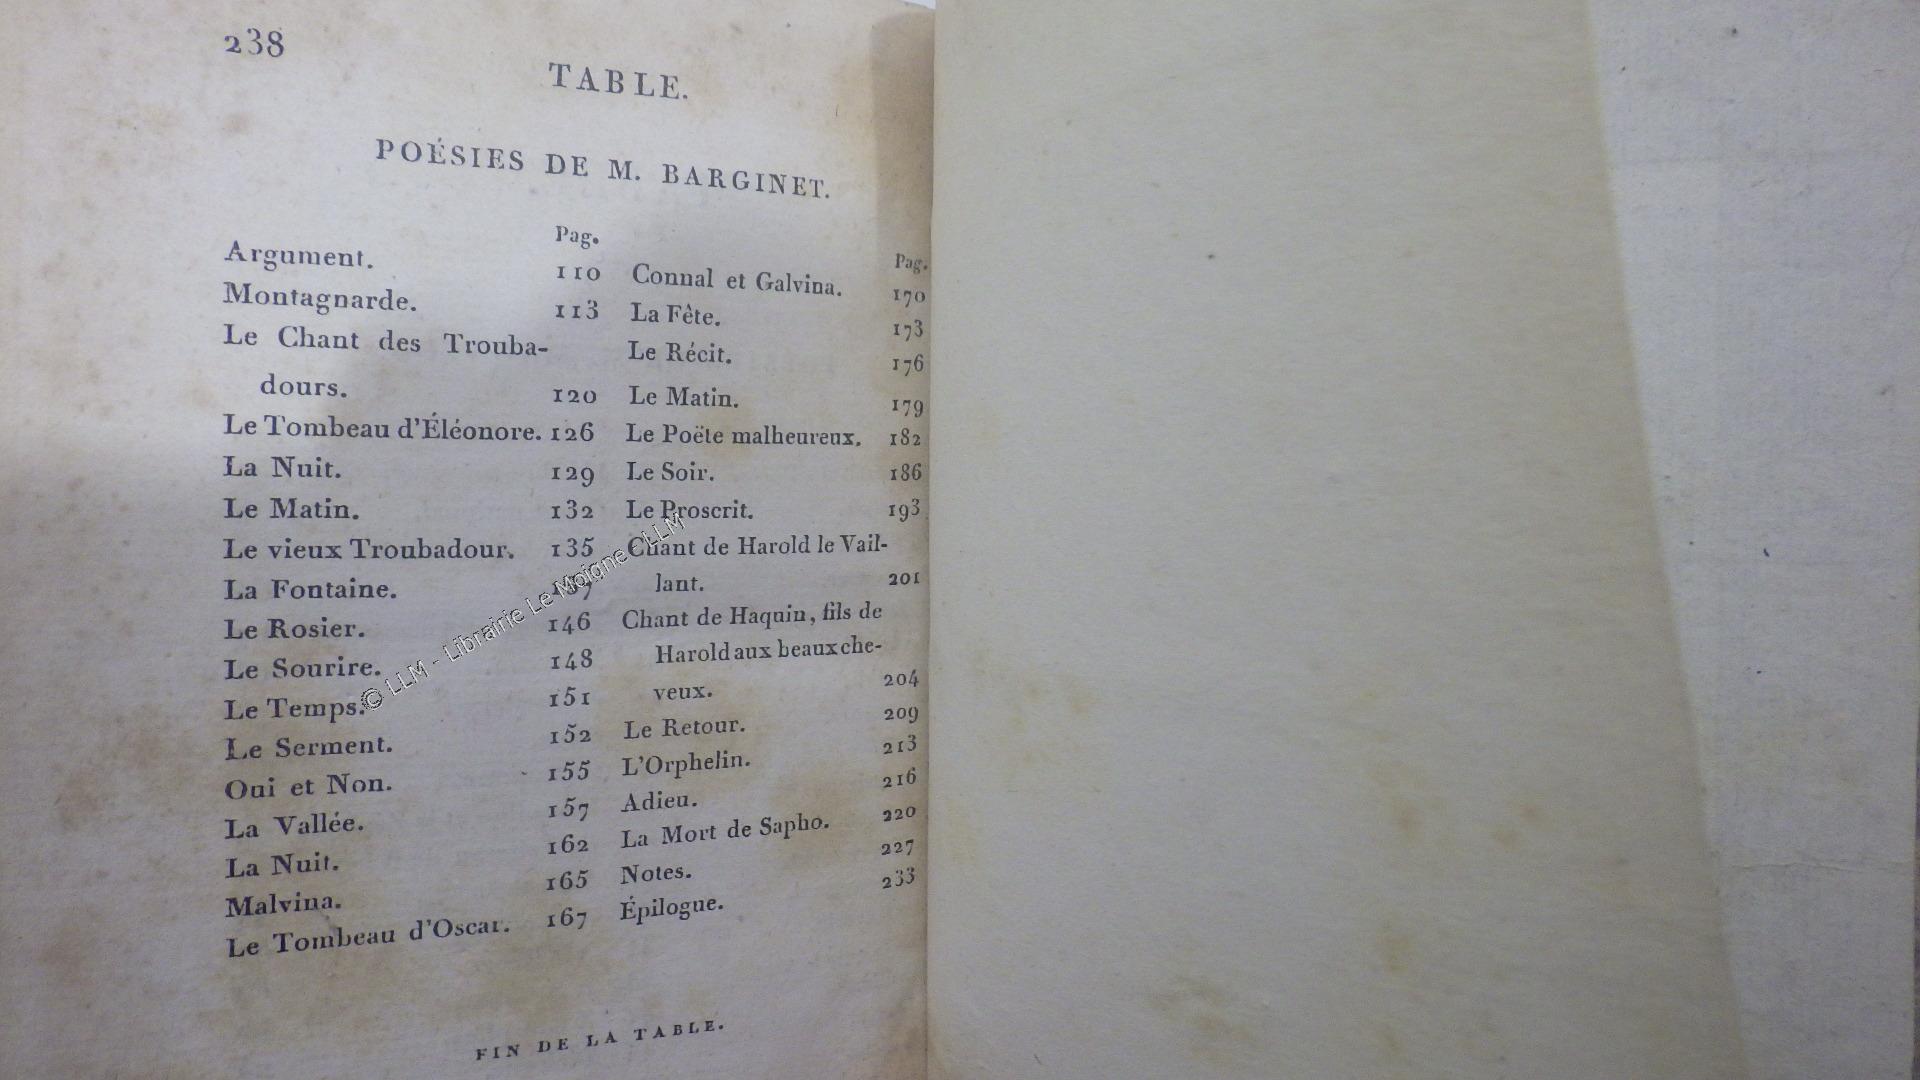 238
TABLE.
POÉSIES DE M. BARGINET.
Pag.
Argument. 110
Montagnarde. 113
Le Chant des Trouba-
dours. 120
Le Tombeau d'Éléonore. 126
La Nuit. 129
Le Matin. 132
Le vieux Troubadour. 135
La Fontaine.
Le Rosier. 146
Le Sourire. 148
Le Temps. 151
Le Serment. 152
Oui et Non. 155
La Vallée. 157
La Nuit. 162
Malvina. 165
Le Tombeau d'Oscar. 167
Pag.
Connal et Galvina. 170
La Fête. 173
Le Récit. 176
Le Matin. 179
Le Poëte malheureux. 182
Le Soir. 186
Le Proscrit. 193
Chant de Harold le Vail-
lant. 201
Chant de Haquin, fils de
Harold aux beaux che-
veux. 204
Le Retour. 209
L'Orphelin. 213
Adieu. 216
La Mort de Sapho. 220
Notes. 227
Épilogue. 233
FIN DE LA TABLE.
© LLM - Librairie Le Moigne - LLM